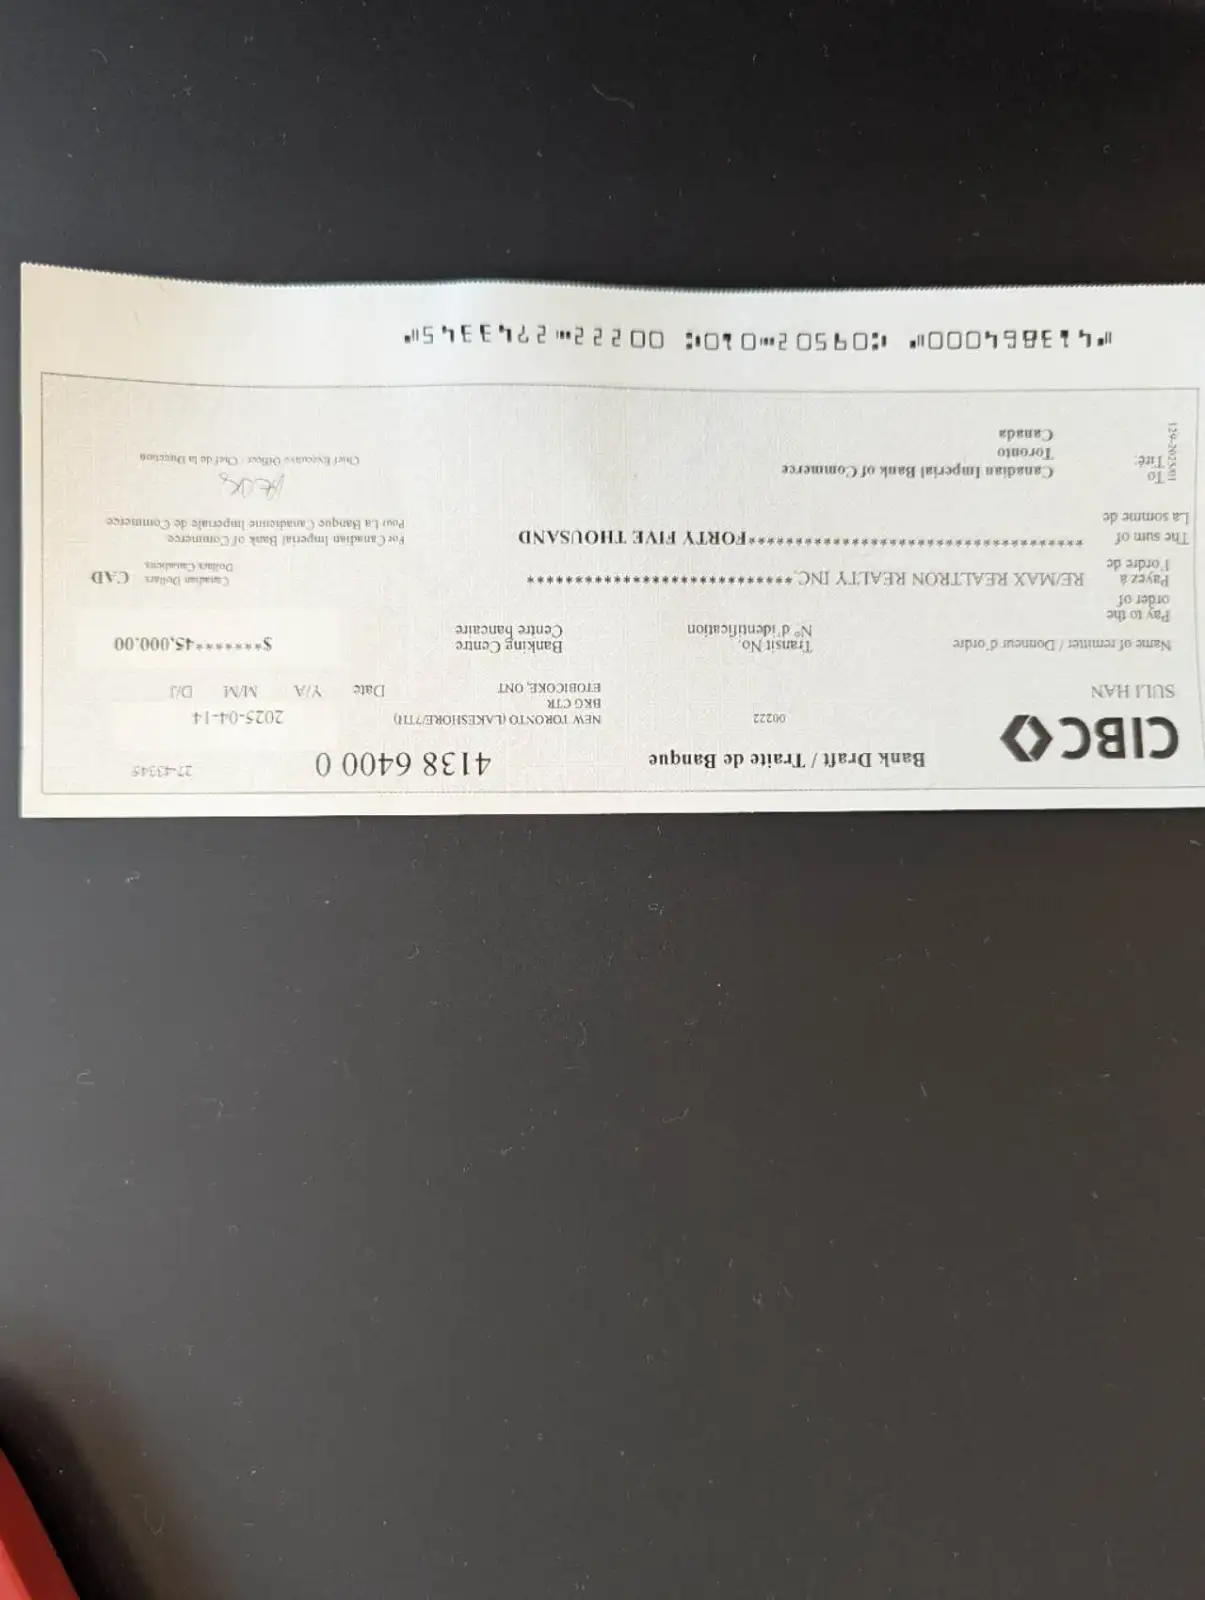 CIBC
Bank Draft / Traite de Banque
4138 6400 0
27-43345
SULI HAN
00222
NEW TORONTO (LAKESHORE/7TH)
BKG CTR
ETOBICOKE, ONT
2025-04-14
Date Y/A M/M D/J
Name of remitter / Donneur d'ordre
Transit No.
N° d'identification
Banking Centre
Centre bancaire
$********45,000.00
Pay to the
order of
Payez à
l'ordre de
RE/MAX REALTRON REALTY INC.****************************
Canadian Dollars
Dollars Canadiens
CAD
The sum of
La somme de
***********************************FORTY FIVE THOUSAND
For Canadian Imperial Bank of Commerce
Pour La Banque Canadienne Imperiale de Commerce
To
Tiré:
Canadian Imperial Bank of Commerce
Toronto
Canada
Chief Executive Officer / Chef de la Direction
⑈413864000⑈ ⑆09502⑉010⑆ 00222⑉2743345⑈